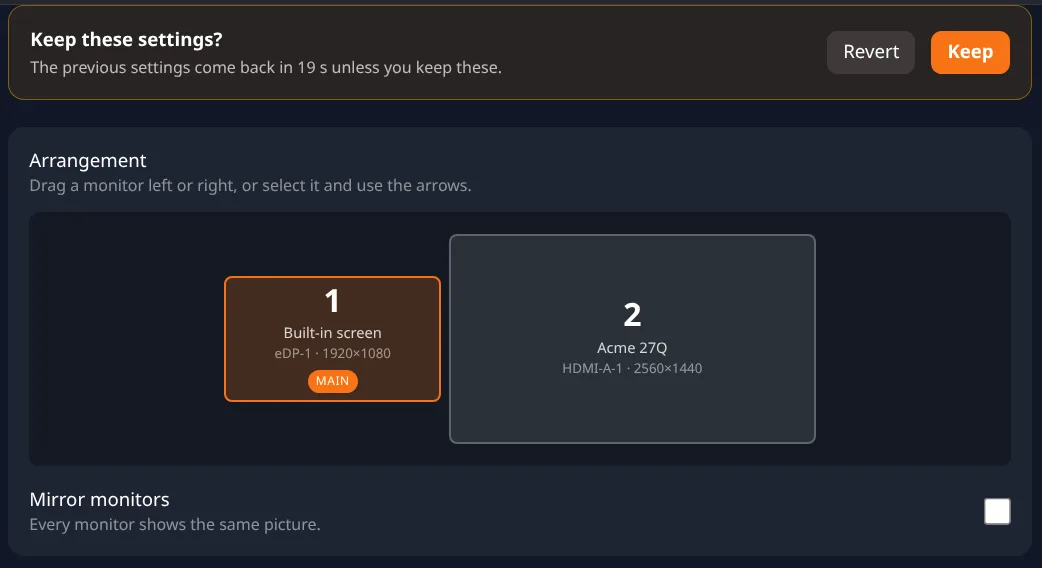 Keep these settings?
The previous settings come back in 19 s unless you keep these.
Revert
Keep
Arrangement
Drag a monitor left or right, or select it and use the arrows.
1
Built-in screen
eDP-1 · 1920×1080
MAIN
2
Acme 27Q
HDMI-A-1 · 2560×1440
Mirror monitors
Every monitor shows the same picture.